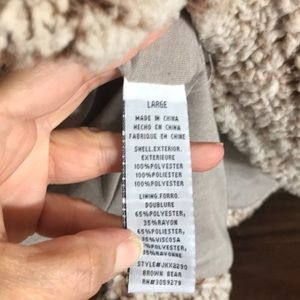 LARGE
MADE IN CHINA
HECHO EN CHINA
FABRIQUE EN CHINE
SHELL.EXTERIOR.
EXTERIEURE
100%POLYESTER
100%POLIESTER
100%POLYESTER
LINING.FORRO.
DOUBLURE
65%POLYESTER,
35%RAYON
65%POLIESTER,
35%VISCOSA
65%POLYESTER,
35%RAYONNE
STYLE#JKX2290
BROWN BEAR
RN#3059279